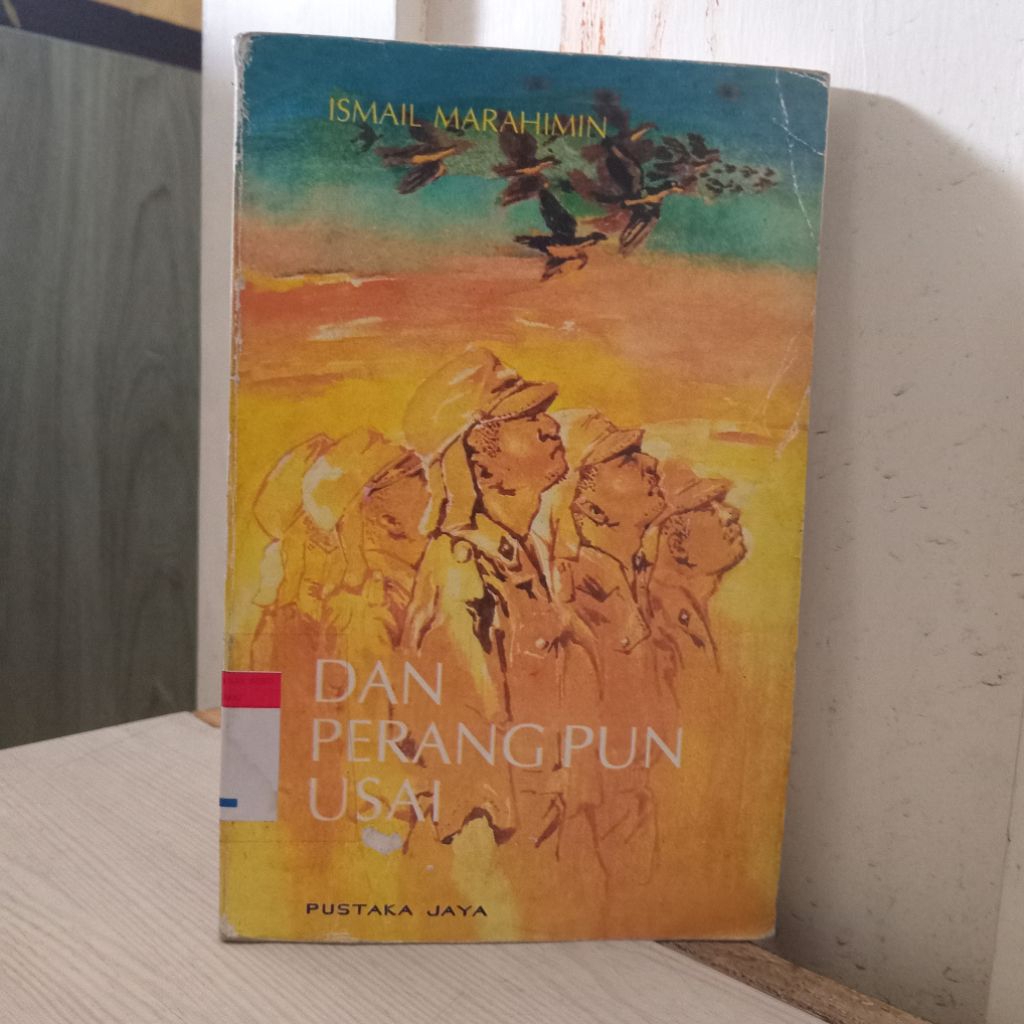 ISMAIL MARAHIMIN
DAN
PERANG PUN
USAI
PUSTAKA JAYA